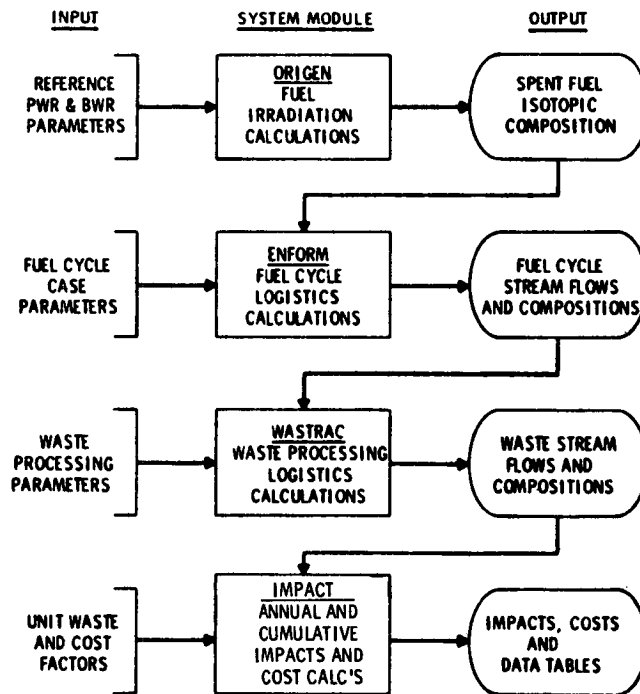 INPUT
SYSTEM MODULE
OUTPUT
REFERENCE
PWR & BWR
PARAMETERS
ORIGEN
FUEL
IRRADIATION
CALCULATIONS
SPENT FUEL
ISOTOPIC
COMPOSITION
FUEL CYCLE
CASE
PARAMETERS
ENFORM
FUEL CYCLE
LOGISTICS
CALCULATIONS
FUEL CYCLE
STREAM FLOWS
AND COMPOSITIONS
WASTE
PROCESSING
PARAMETERS
WASTRAC
WASTE PROCESSING
LOGISTICS
CALCULATIONS
WASTE STREAM
FLOWS AND
COMPOSITIONS
UNIT WASTE
AND COST
FACTORS
IMPACT
ANNUAL AND
CUMULATIVE
IMPACTS AND
COST CALC'S
IMPACTS, COSTS
AND
DATA TABLES